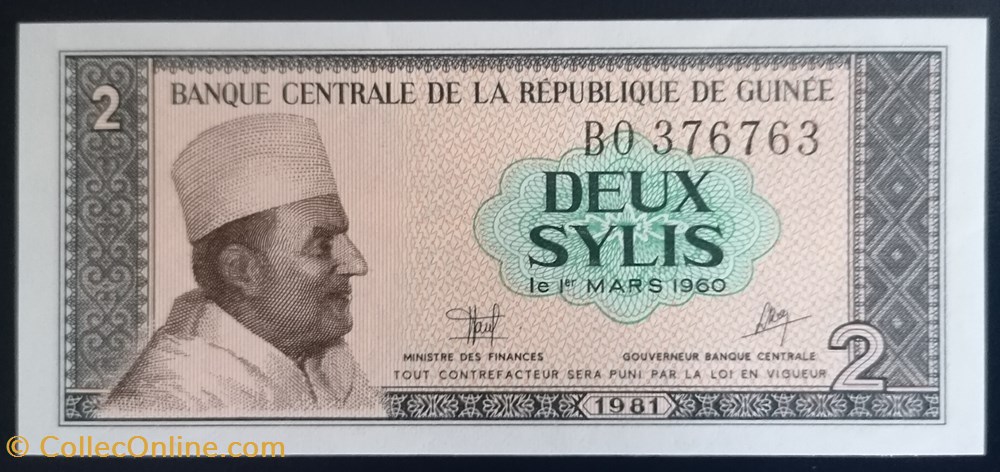 2
BANQUE CENTRALE DE LA RÉPUBLIQUE DE GUINÉE
BO 376763
DEUX
SYLIS
le 1er MARS 1960
MINISTRE DES FINANCES GOUVERNEUR BANQUE CENTRALE
TOUT CONTREFACTEUR SERA PUNI PAR LA LOI EN VIGUEUR
2
1981
© CollecOnline.com